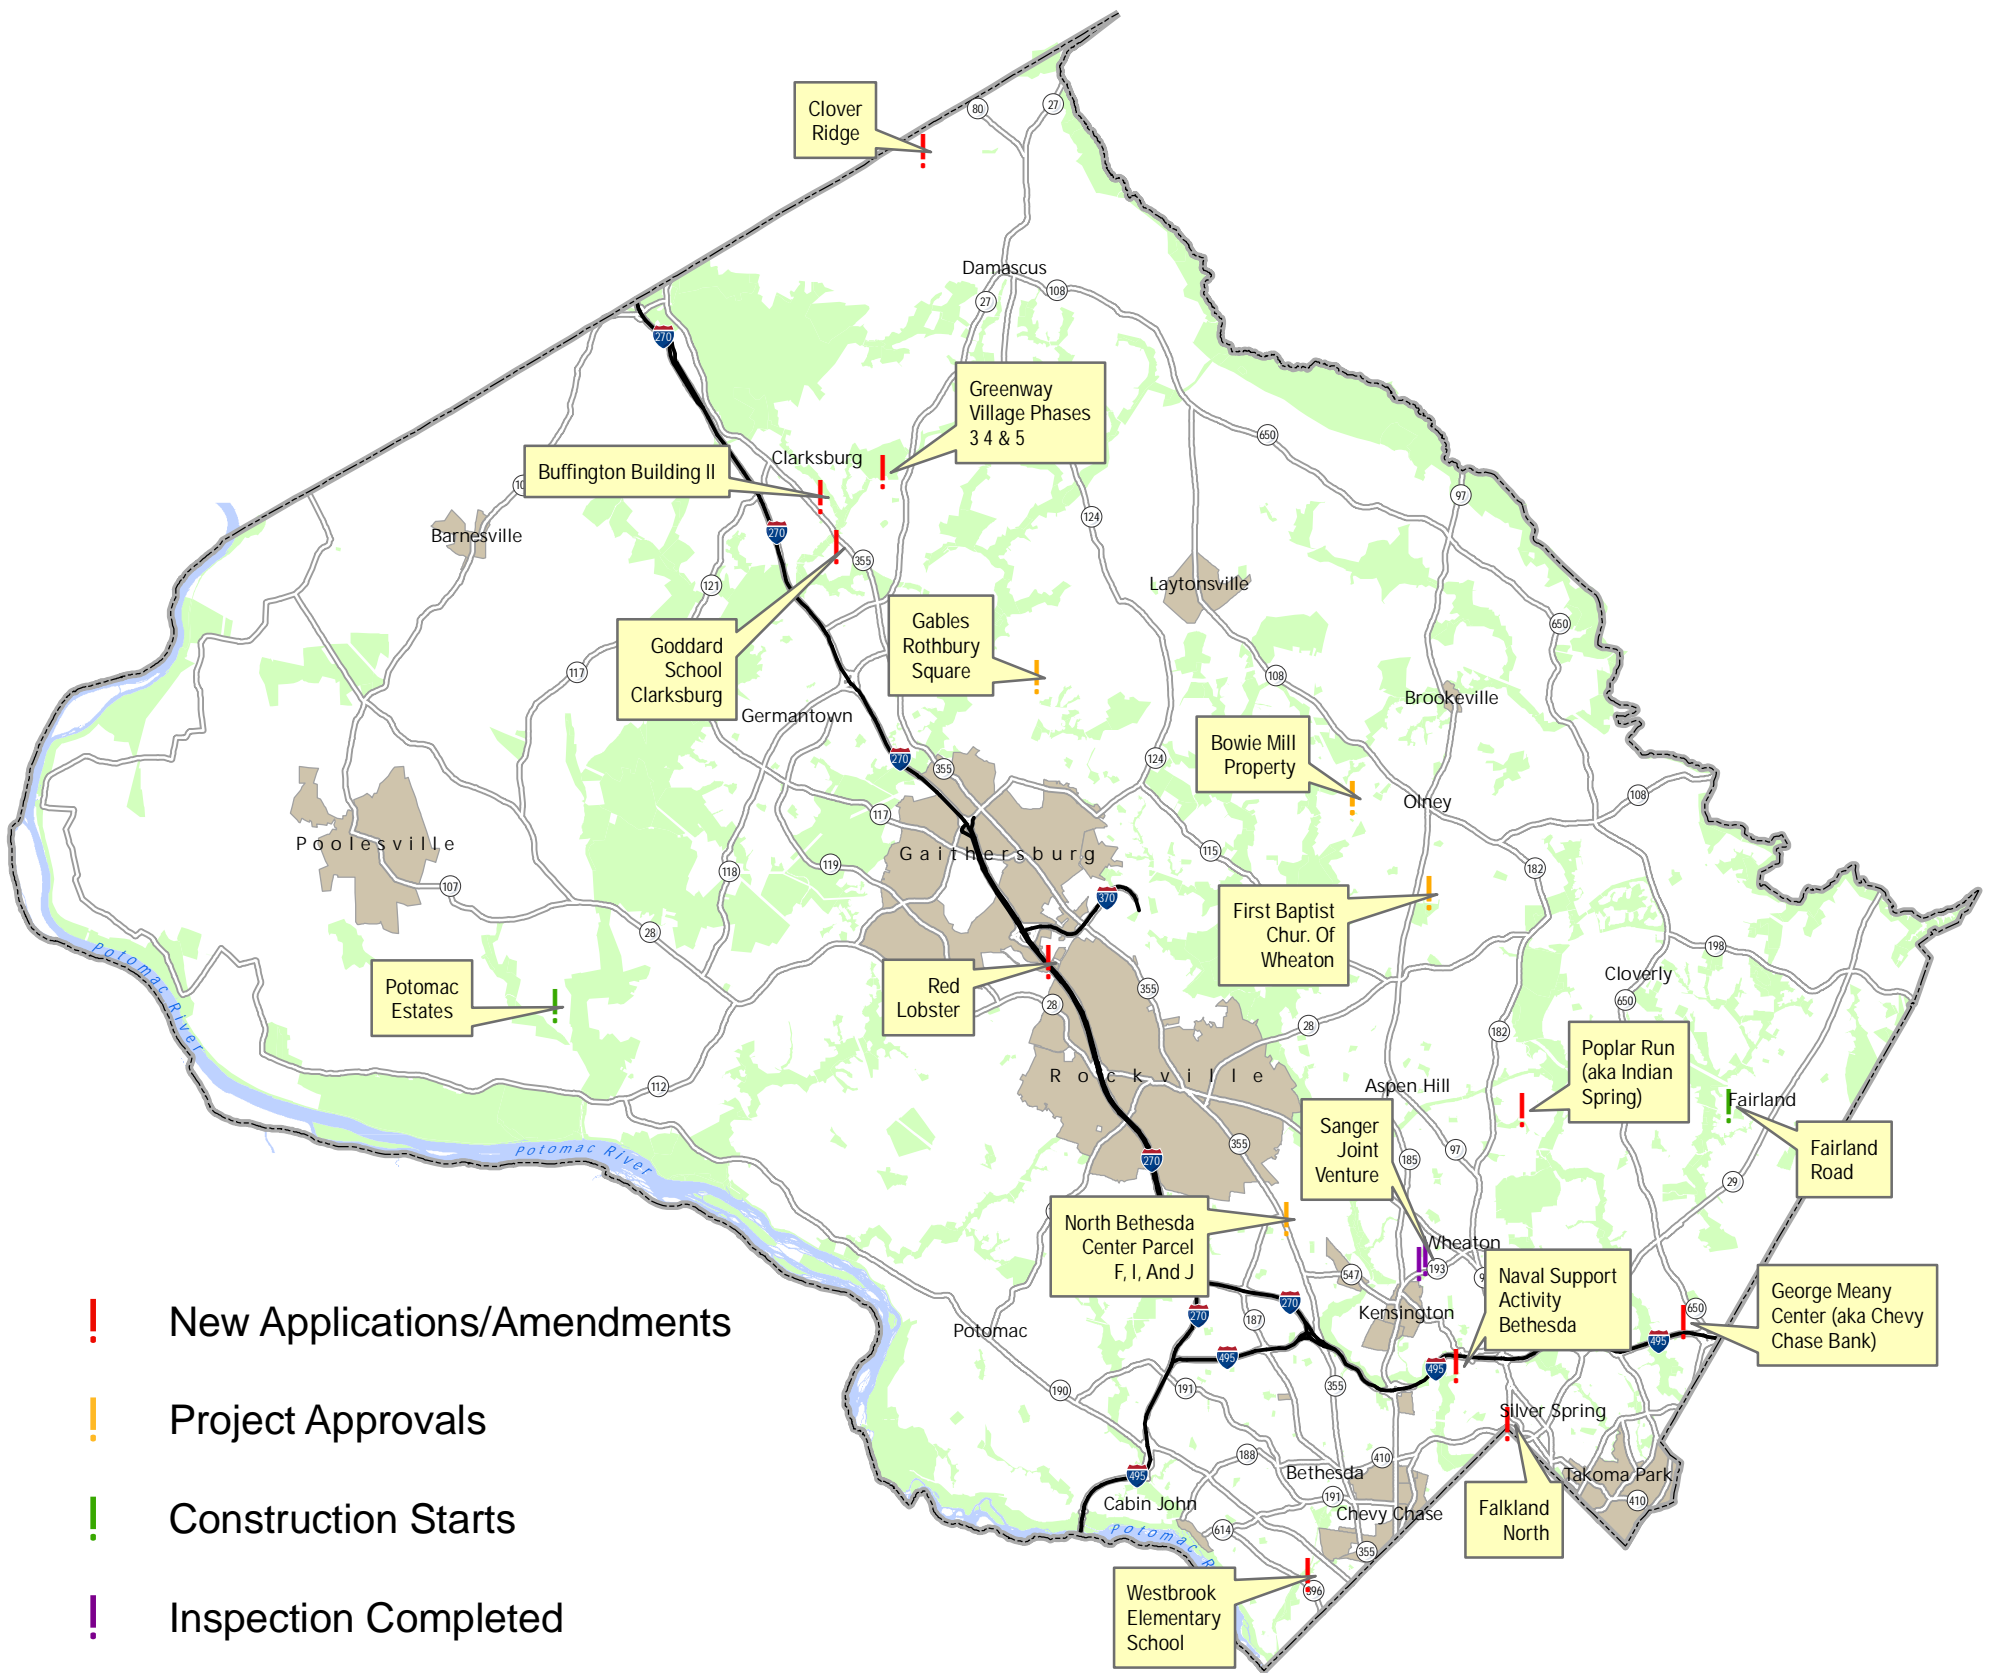 Clover
Ridge
80
27
Damascus
27
108
270
Greenway
Village Phases
3 4 & 5
650
Clarksburg
Buffington Building II
97
124
270
Barnesville
355
121
Laytonsville
Gables
Rothbury
Square
650
Goddard
School
Clarksburg
117
108
Brookeville
Germantown
Bowie Mill
Property
270
355
124
108
Olney
117
Poolesville
Gaithersburg
115
119
118
182
107
370
First Baptist
Chur. Of
Wheaton
28
198
Potomac River
Cloverly
Potomac
Estates
Red
Lobster
355
28
650
28
182
Poplar Run
(aka Indian
Spring)
Rockville
112
Aspen Hill
Fairland
Sanger
Joint
Venture
355
97
185
Fairland
Road
Potomac River
270
29
North Bethesda
Center Parcel
F, I, And J
Wheaton
193
547
Naval Support
Activity
Bethesda
George Meany
Center (aka Chevy
Chase Bank)
270
270
650
Kensington
187
New Applications/Amendments
Potomac
495
495
495
190
191
355
Project Approvals
Silver Spring
188
410
Bethesda
495
Takoma Park
191
410
Cabin John
Chevy Chase
Falkland
North
Construction Starts
614
Potomac R
355
396
Westbrook
Elementary
School
Inspection Completed